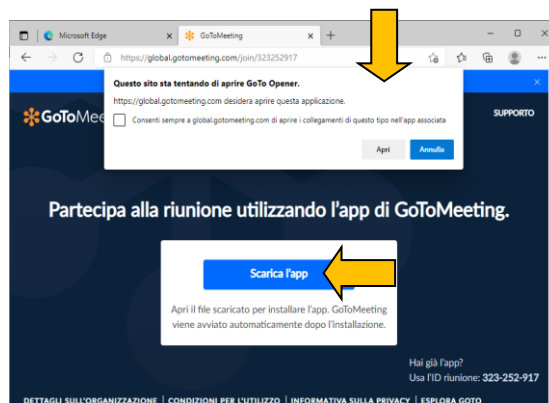 Microsoft Edge
GoToMeeting
https://global.gotomeeting.com/join/323252917
Questo sito sta tentando di aprire GoTo Opener.
https://global.gotomeeting.com desidera aprire questa applicazione.
Consenti sempre a global.gotomeeting.com di aprire i collegamenti di questo tipo nell'app associata
Apri
Annulla
GoToMee
SUPPORTO
Partecipa alla riunione utilizzando l'app di GoToMeeting.
Scarica l'app
Apri il file scaricato per installare l'app. GoToMeeting
viene avviato automaticamente dopo l'installazione.
Hai già l'app?
Usa l'ID riunione: 323-252-917
DETTAGLI SULL'ORGANIZZAZIONE | CONDIZIONI PER L'UTILIZZO | INFORMATIVA SULLA PRIVACY | ESPLORA GOTO